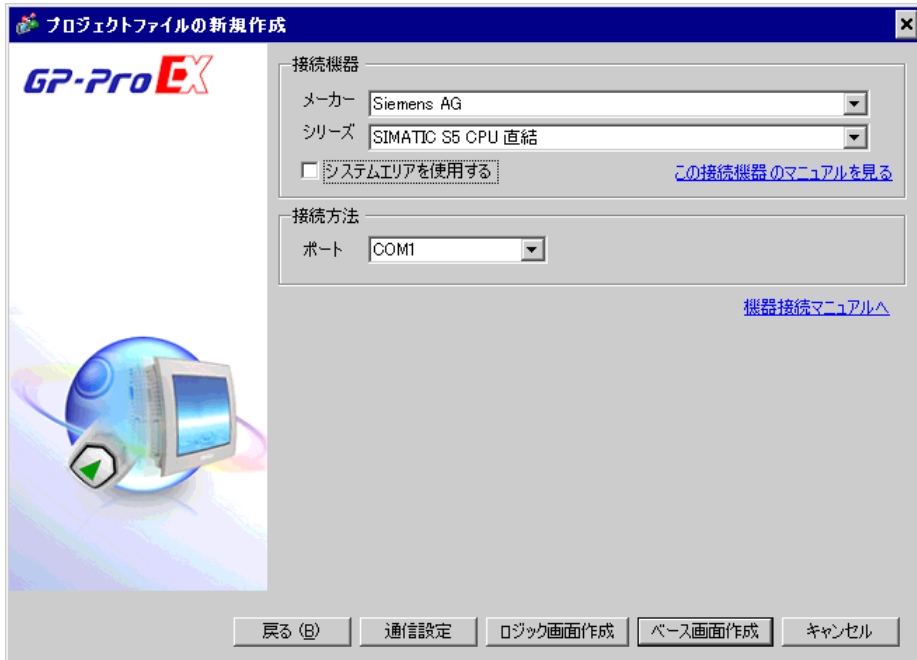 プロジェクトファイルの新規作成
GP-Pro EX
接続機器
メーカー Siemens AG
シリーズ SIMATIC S5 CPU 直結
システムエリアを使用する この接続機器のマニュアルを見る
接続方法
ポート COM1
機器接続マニュアルへ
戻る (B) 通信設定 ロジック画面作成 ベース画面作成 キャンセル